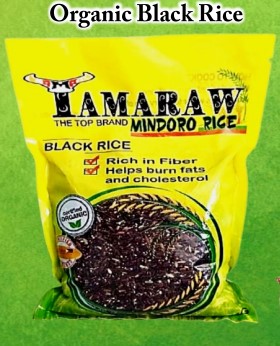 Organic Black Rice
TAMARAW
THE TOP BRAND MINDORO RICE
BLACK RICE
Rich in Fiber
Helps burn fats
and cholesterol
certified
ORGANIC